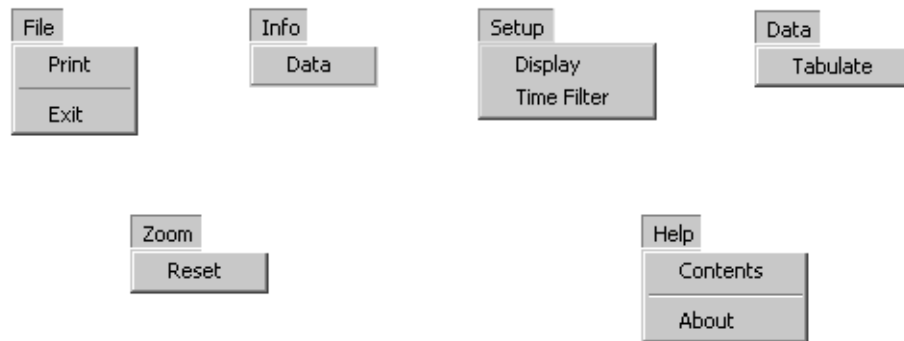 File
Print
Exit
Info
Data
Setup
Display
Time Filter
Data
Tabulate
Zoom
Reset
Help
Contents
About